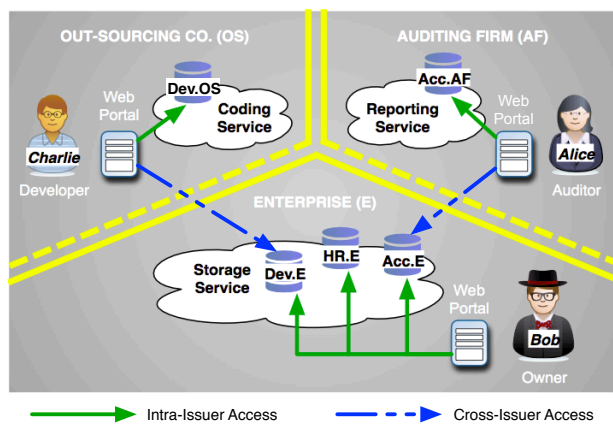 OUT-SOURCING CO. (OS)
AUDITING FIRM (AF)
Dev.OS
Acc.AF
Web
Portal
Coding
Service
Reporting
Service
Web
Portal
Charlie
Alice
Developer
Auditor
ENTERPRISE (E)
Storage
Service
Dev.E
HR.E
Acc.E
Web
Portal
Bob
Owner
Intra-Issuer Access
Cross-Issuer Access